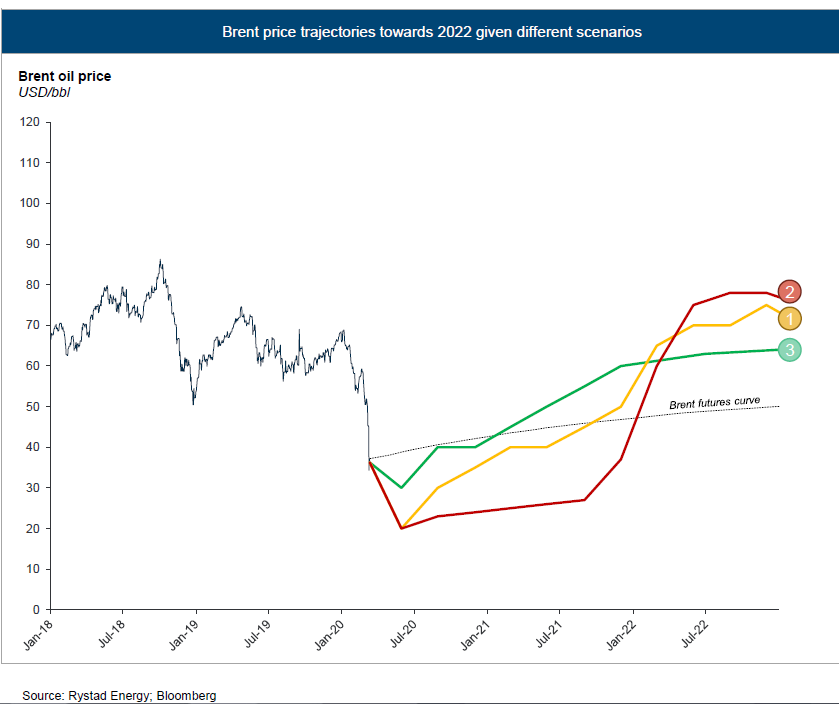 Brent price trajectories towards 2022 given different scenarios
Brent oil price
USD/bbl
120
110
100
90
80
70
60
50
40
30
20
10
0
2
1
3
Brent futures curve
Jan-18
Jul-18
Jan-19
Jul-19
Jan-20
Jul-20
Jan-21
Jul-21
Jan-22
Jul-22
Source: Rystad Energy; Bloomberg